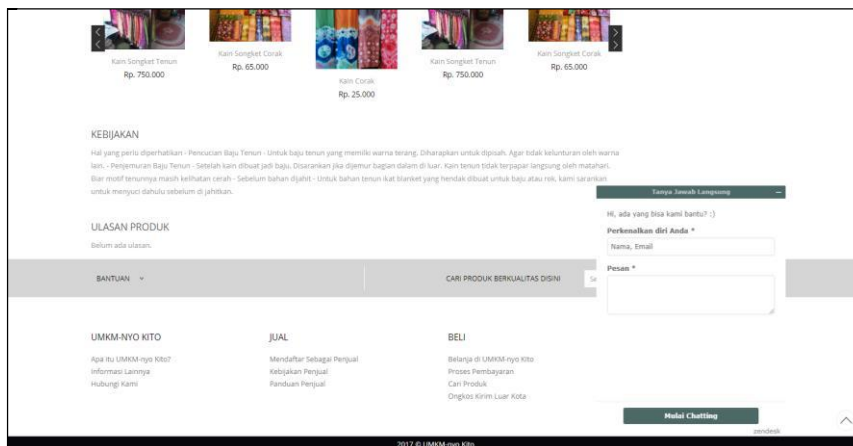 Kain Songket Tenun
Rp. 750.000
Kain Songket Corak
Rp. 65.000
Kain Corak
Rp. 25.000
Kain Songket Tenun
Rp. 750.000
Kain Songket Corak
Rp. 65.000
KEBIJAKAN
Hal yang perlu diperhatikan - Pencucian Baju Tenun - Untuk baju tenun yang memiliki warna terang. Diharapkan untuk dipisah. Agar tidak kelunturan oleh warna
lain. - Penjemuran Baju Tenun - Setelah kain dibuat jadi baju. Disarankan jika dijemur bagian dalam di luar. Kain tenun tidak terpapar langsung oleh matahari.
Biar motif tenunnya masih kelihatan cerah - Sebelum bahan dijahit - Untuk bahan tenun ikat blanket yang hendak dibuat untuk baju atau rok, kami sarankan
untuk menyuci dahulu sebelum di jahitkan.
ULASAN PRODUK
Belum ada ulasan.
BANTUAN
CARI PRODUK BERKUALITAS DISINI
Se
UMKM-NYO KITO
Apa itu UMKM-nyo Kito?
Informasi Lainnya
Hubungi Kami
JUAL
Mendaftar Sebagai Penjual
Kebijakan Penjual
Panduan Penjual
BELI
Belanja di UMKM-nyo Kito
Proses Pembayaran
Cari Produk
Ongkos Kirim Luar Kota
Tanya Jawab Langsung
Hi, ada yang bisa kami bantu? :)
Perkenalkan diri Anda *
Nama, Email
Pesan *
Mulai Chatting
zendesk
2017 © UMKM-nyo Kito